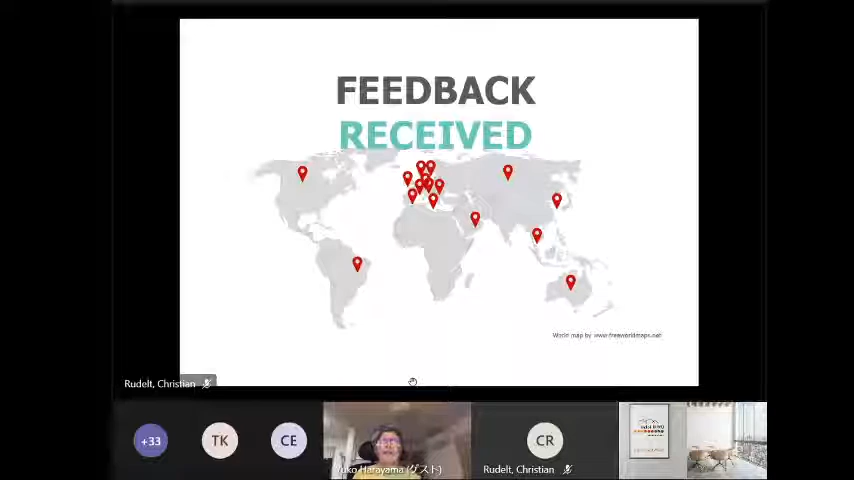 FEEDBACK
RECEIVED
World map by www.freeworldmaps.net
Rudelt, Christian
+33
TK
CE
Yuko Harayama (ゲスト)
CR
Rudelt, Christian